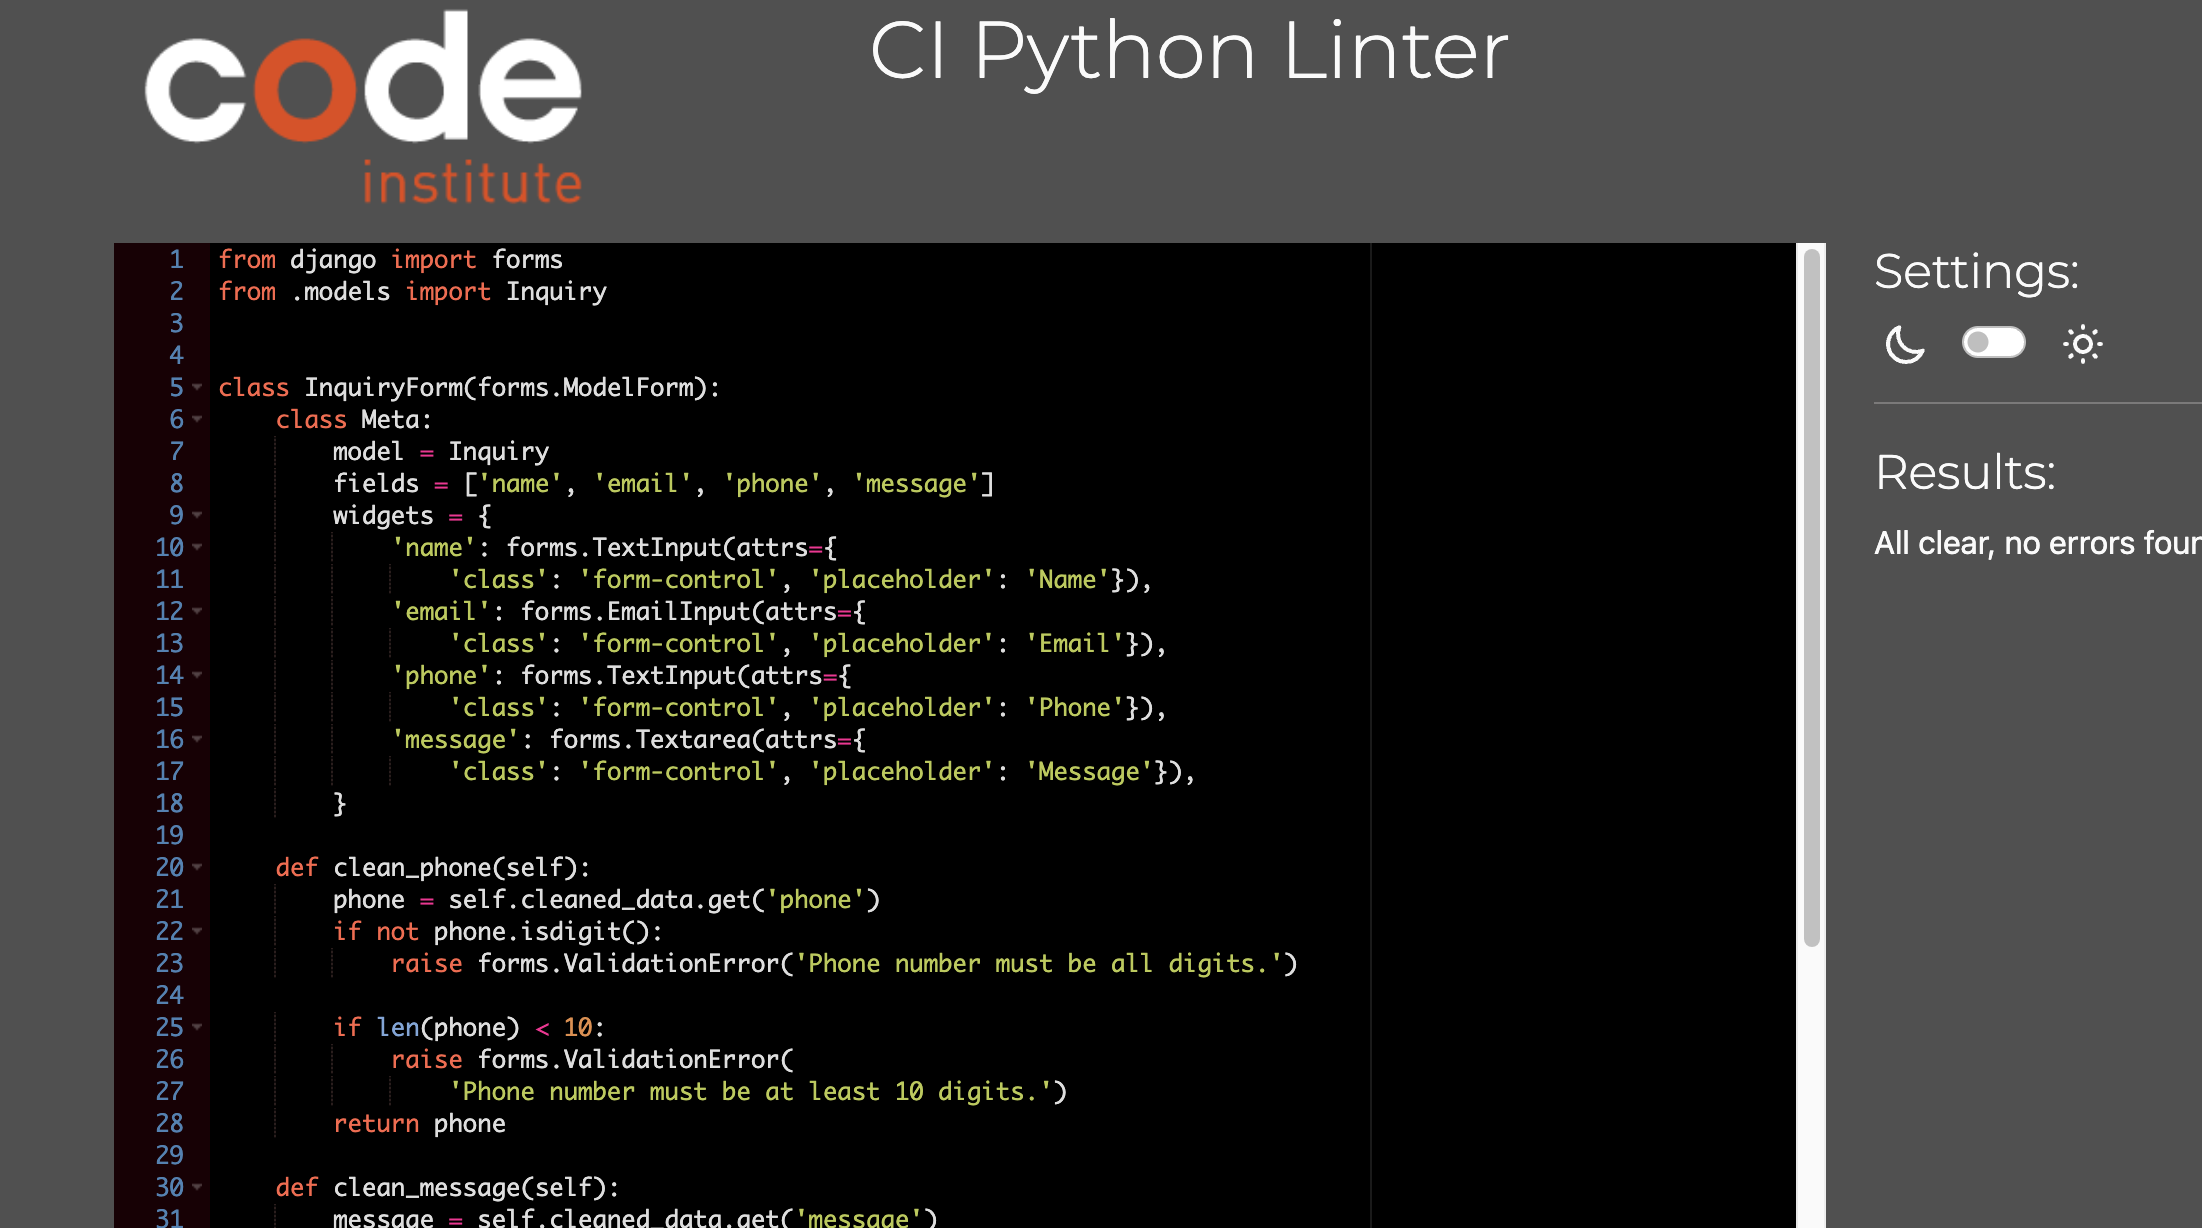 code
institute
CI Python Linter
1 from django import forms
2 from .models import Inquiry
3
4
5 class InquiryForm(forms.ModelForm):
6     class Meta:
7         model = Inquiry
8         fields = ['name', 'email', 'phone', 'message']
9         widgets = {
10             'name': forms.TextInput(attrs={
11                 'class': 'form-control', 'placeholder': 'Name'}),
12             'email': forms.EmailInput(attrs={
13                 'class': 'form-control', 'placeholder': 'Email'}),
14             'phone': forms.TextInput(attrs={
15                 'class': 'form-control', 'placeholder': 'Phone'}),
16             'message': forms.Textarea(attrs={
17                 'class': 'form-control', 'placeholder': 'Message'}),
18         }
19
20     def clean_phone(self):
21         phone = self.cleaned_data.get('phone')
22         if not phone.isdigit():
23             raise forms.ValidationError('Phone number must be all digits.')
24
25         if len(phone) < 10:
26             raise forms.ValidationError(
27                 'Phone number must be at least 10 digits.')
28         return phone
29
30     def clean_message(self):
31         message = self.cleaned_data.get('message')
Settings:
Results:
All clear, no errors